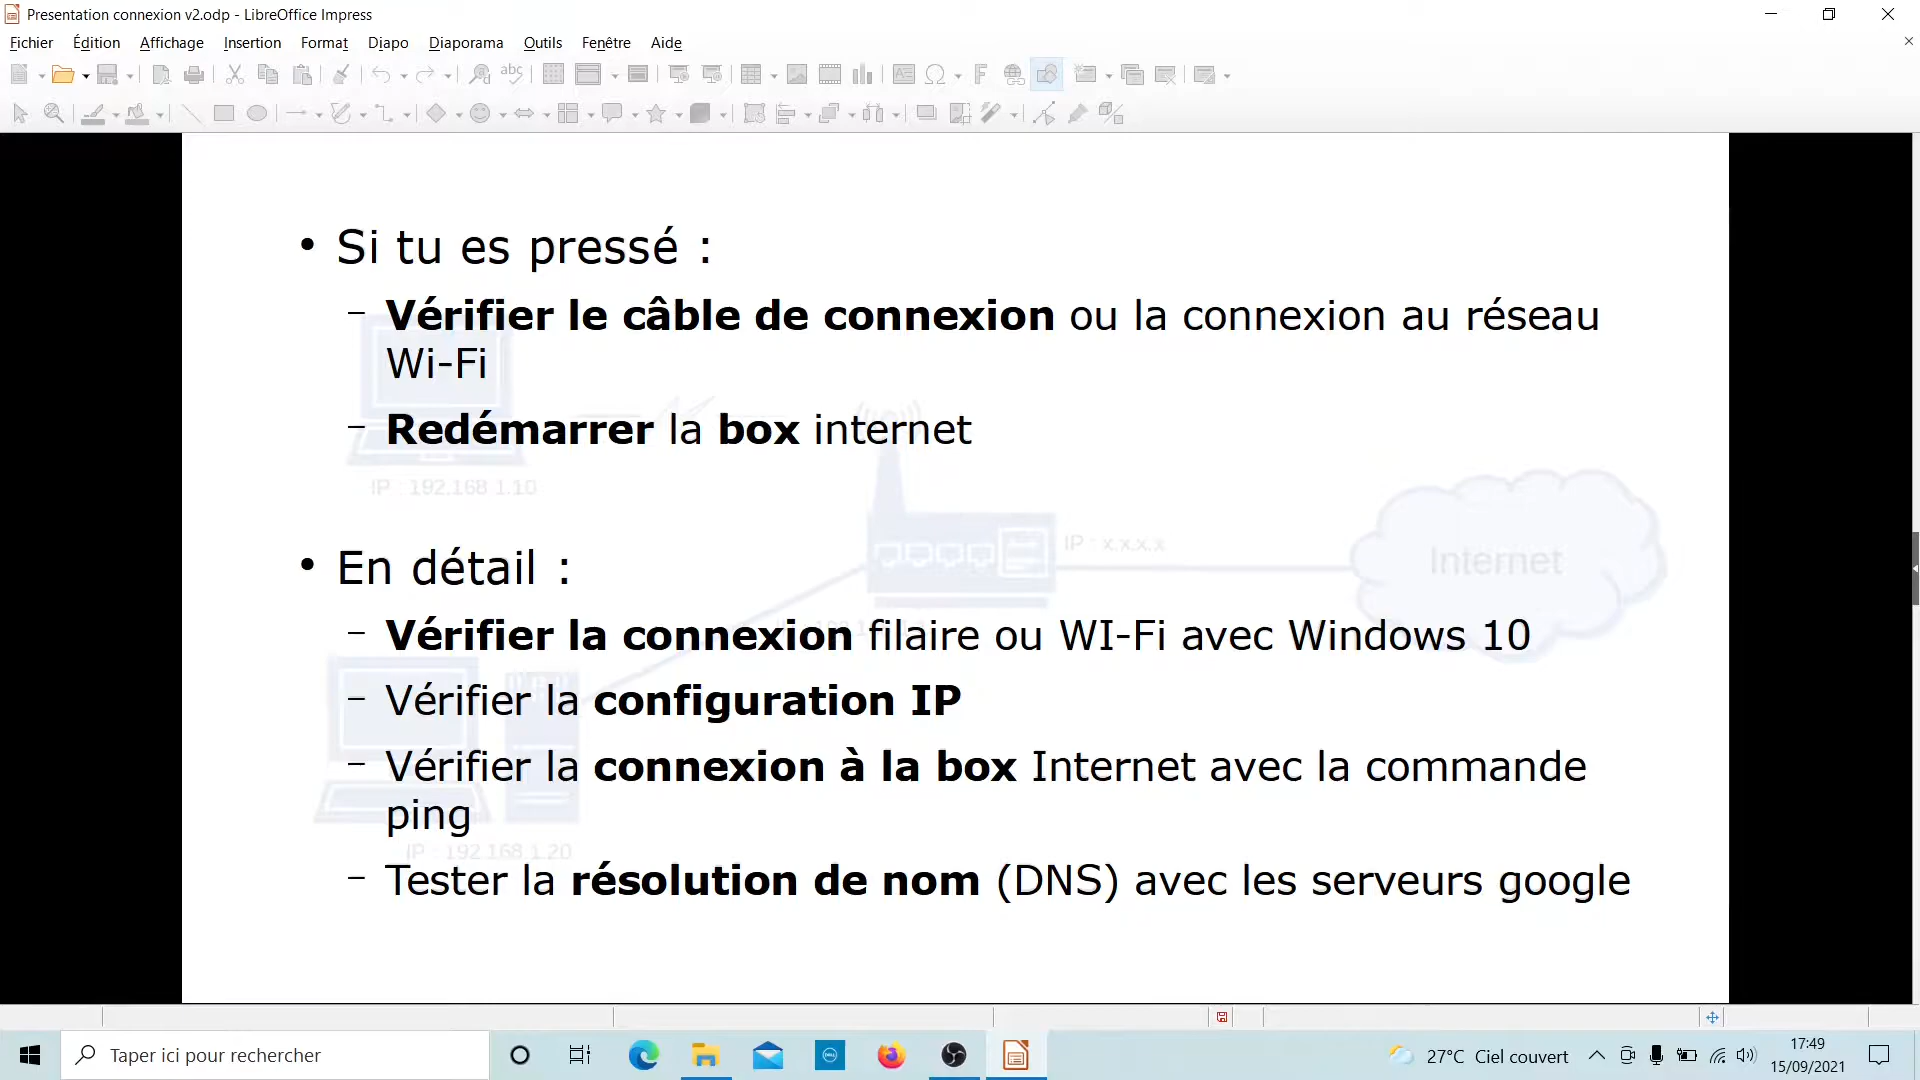 Presentation connexion v2.odp - LibreOffice Impress
Fichier Édition Affichage Insertion Format Diapo Diaporama Outils Fenêtre Aide
• Si tu es pressé :
– Vérifier le câble de connexion ou la connexion au réseau
Wi-Fi
– Redémarrer la box internet
IP : 192.168.1.10
IP : x.x.x.x
Internet
• En détail :
– Vérifier la connexion filaire ou WI-Fi avec Windows 10
– Vérifier la configuration IP
– Vérifier la connexion à la box Internet avec la commande
ping
IP : 192.168.1.20
– Tester la résolution de nom (DNS) avec les serveurs google
Taper ici pour rechercher
27°C Ciel couvert
17:49
15/09/2021